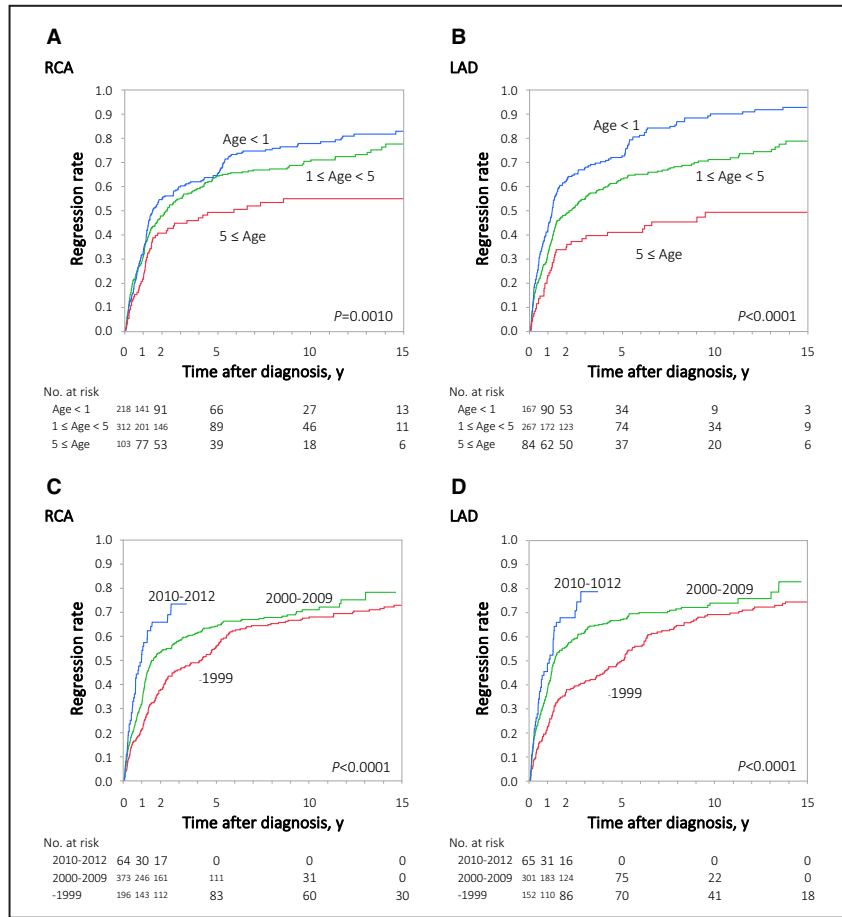 A
RCA
1.0
0.9
0.8
0.7
0.6
0.5
0.4
0.3
0.2
0.1
0.0
Regression rate
Age < 1
1 ≤ Age < 5
5 ≤ Age
P=0.0010
0 1 2 5 10 15
Time after diagnosis, y
No. at risk
Age < 1 218 141 91 66 27 13
1 ≤ Age < 5 312 201 146 89 46 11
5 ≤ Age 103 77 53 39 18 6
B
LAD
1.0
0.9
0.8
0.7
0.6
0.5
0.4
0.3
0.2
0.1
0.0
Regression rate
Age < 1
1 ≤ Age < 5
5 ≤ Age
P<0.0001
0 1 2 5 10 15
Time after diagnosis, y
No. at risk
Age < 1 167 90 53 34 9 3
1 ≤ Age < 5 267 172 123 74 34 9
5 ≤ Age 84 62 50 37 20 6
C
RCA
1.0
0.9
0.8
0.7
0.6
0.5
0.4
0.3
0.2
0.1
0.0
Regression rate
2010-2012
2000-2009
-1999
P<0.0001
0 1 2 5 10 15
Time after diagnosis, y
No. at risk
2010-2012 64 30 17 0 0 0
2000-2009 373 246 161 111 31 0
-1999 196 143 112 83 60 30
D
LAD
1.0
0.9
0.8
0.7
0.6
0.5
0.4
0.3
0.2
0.1
0.0
Regression rate
2010-1012
2000-2009
-1999
P<0.0001
0 1 2 5 10 15
Time after diagnosis, y
No. at risk
2010-2012 65 31 16 0 0 0
2000-2009 301 183 124 75 22 0
-1999 152 110 86 70 41 18